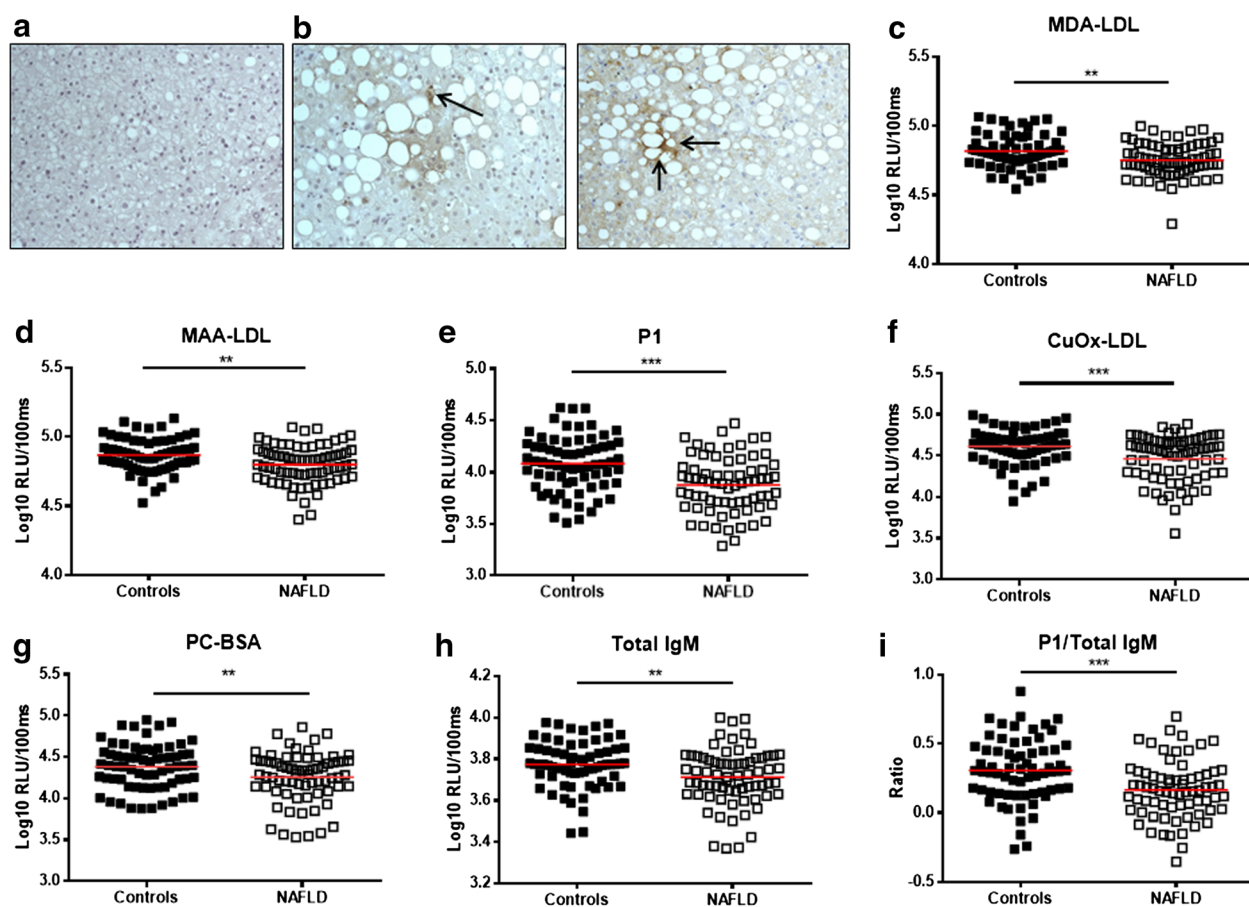 a
b
c
MDA-LDL
**
Log10 RLU/100ms
5.5
5.0
4.5
4.0
Controls
NAFLD
d
MAA-LDL
**
Log10 RLU/100ms
5.5
5.0
4.5
4.0
Controls
NAFLD
e
P1
***
Log10 RLU/100ms
5.0
4.5
4.0
3.5
3.0
Controls
NAFLD
f
CuOx-LDL
***
Log10 RLU/100ms
5.5
5.0
4.5
4.0
3.5
3.0
Controls
NAFLD
g
PC-BSA
**
Log10 RLU/100ms
5.5
5.0
4.5
4.0
3.5
3.0
Controls
NAFLD
h
Total IgM
**
Log10 RLU/100ms
4.2
4.0
3.8
3.6
3.4
3.2
Controls
NAFLD
i
P1/Total IgM
***
Ratio
1.0
0.5
0.0
-0.5
Controls
NAFLD